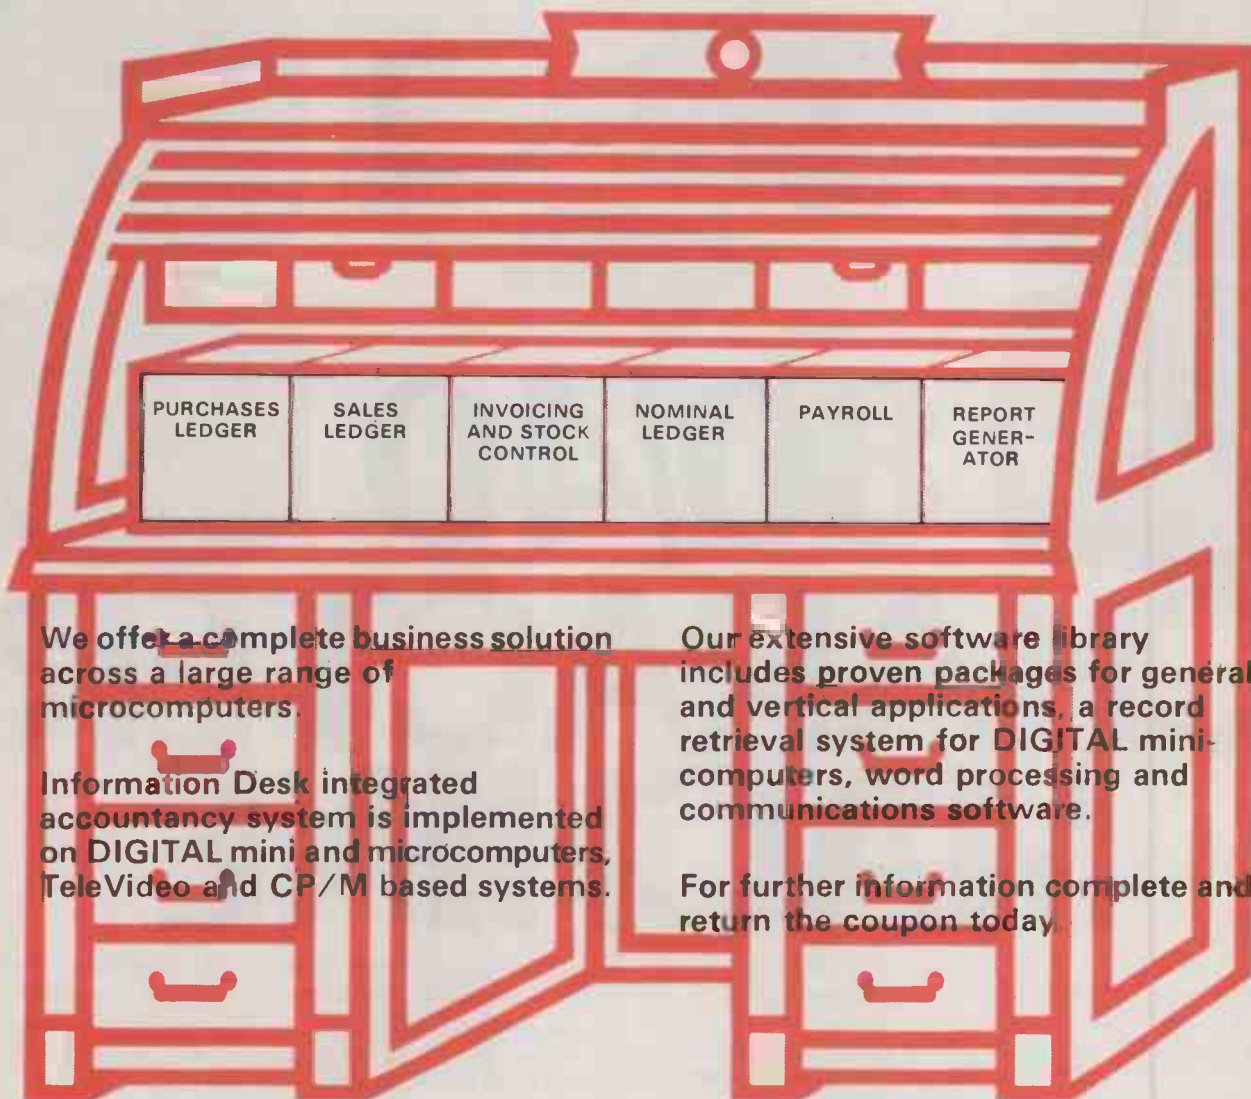 PURCHASES
LEDGER
SALES
LEDGER
INVOICING
AND STOCK
CONTROL
NOMINAL
LEDGER
PAYROLL
REPORT
GENER-
ATOR
We offer a complete business solution
across a large range of
microcomputers.
Information Desk integrated
accountancy system is implemented
on DIGITAL mini and microcomputers,
TeleVideo and CP/M based systems.
Our extensive software library
includes proven packages for general
and vertical applications, a record
retrieval system for DIGITAL mini-
computers, word processing and
communications software.
For further information complete and
return the coupon today.